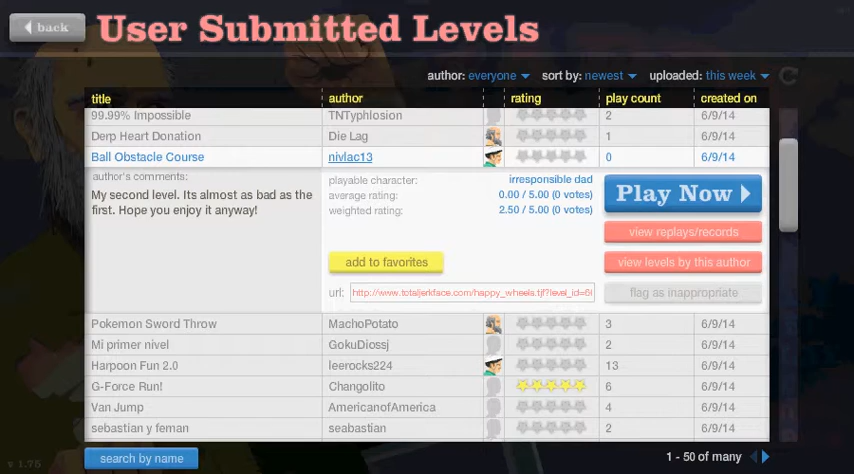 back
User Submitted Levels
author: everyone sort by: newest uploaded: this week
title author rating play count created on
99.99% Impossible TNTyphlosion 2 6/9/14
Derp Heart Donation Die Lag 1 6/9/14
Ball Obstacle Course nivlac13 0 6/9/14
author's comments:
My second level. Its almost as bad as the
first. Hope you enjoy it anyway!
playable character: irresponsible dad
average rating: 0.00 / 5.00 (0 votes)
weighted rating: 2.50 / 5.00 (0 votes)
Play Now
view replays/records
add to favorites
view levels by this author
url: http://www.totaljerkface.com/happy_wheels.tjf?level_id=6
flag as inappropriate
Pokemon Sword Throw MachoPotato 3 6/9/14
Mi primer nivel GokuDiossj 2 6/9/14
Harpoon Fun 2.0 leerocks224 13 6/9/14
G-Force Run! Changolito 6 6/9/14
Van Jump AmericanofAmerica 4 6/9/14
sebastian y feman seabastian 2 6/9/14
v 1.75
search by name
1 - 50 of many